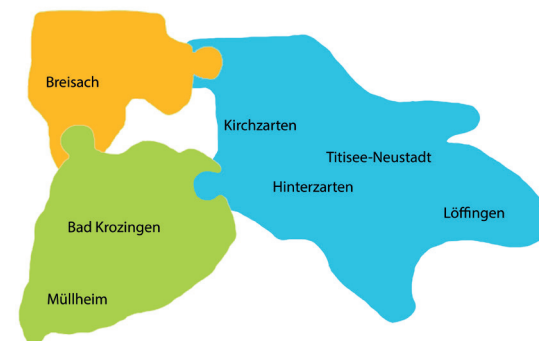 Breisach
Kirchzarten
Titisee-Neustadt
Hinterzarten
Löffingen
Bad Krozingen
Müllheim